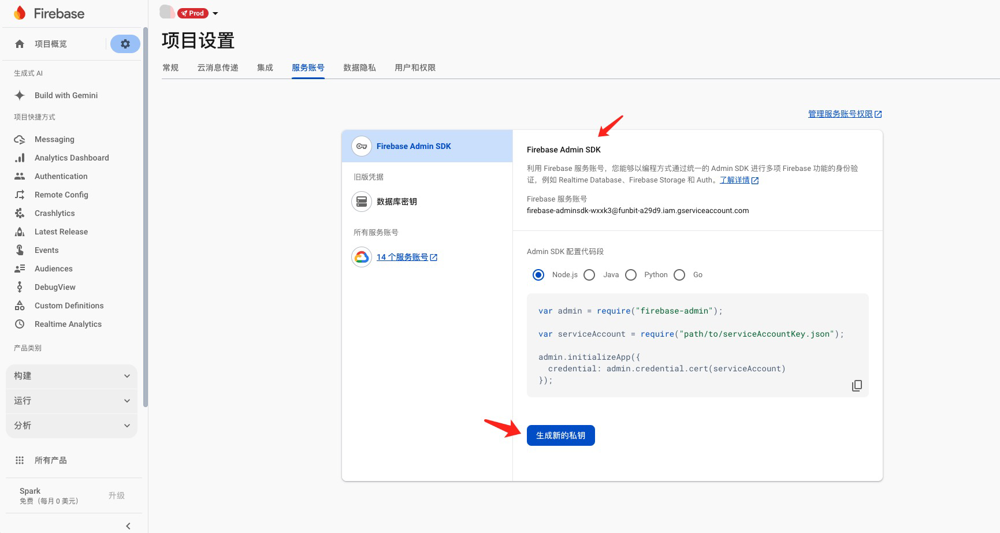 Firebase
Prod
项目概览
项目设置
常规
云消息传递
集成
服务账号
数据隐私
用户和权限
生成式 AI
Build with Gemini
项目快捷方式
Messaging
Analytics Dashboard
Authentication
Remote Config
Crashlytics
Latest Release
Events
Audiences
DebugView
Custom Definitions
Realtime Analytics
产品类别
构建
运行
分析
所有产品
Spark
免费（每月 0 美元）
升级
管理服务账号权限
Firebase Admin SDK
旧版凭据
数据库密钥
所有服务账号
14 个服务账号
Firebase Admin SDK
利用 Firebase 服务账号，您能够以编程方式通过统一的 Admin SDK 进行多项 Firebase 功能的身份验
证，例如 Realtime Database、Firebase Storage 和 Auth。了解详情
Firebase 服务账号
firebase-adminsdk-wxxk3@funbit-a29d9.iam.gserviceaccount.com
Admin SDK 配置代码段
Node.js
Java
Python
Go
var admin = require("firebase-admin");
var serviceAccount = require("path/to/serviceAccountKey.json");
admin.initializeApp({
credential: admin.credential.cert(serviceAccount)
});
生成新的私钥